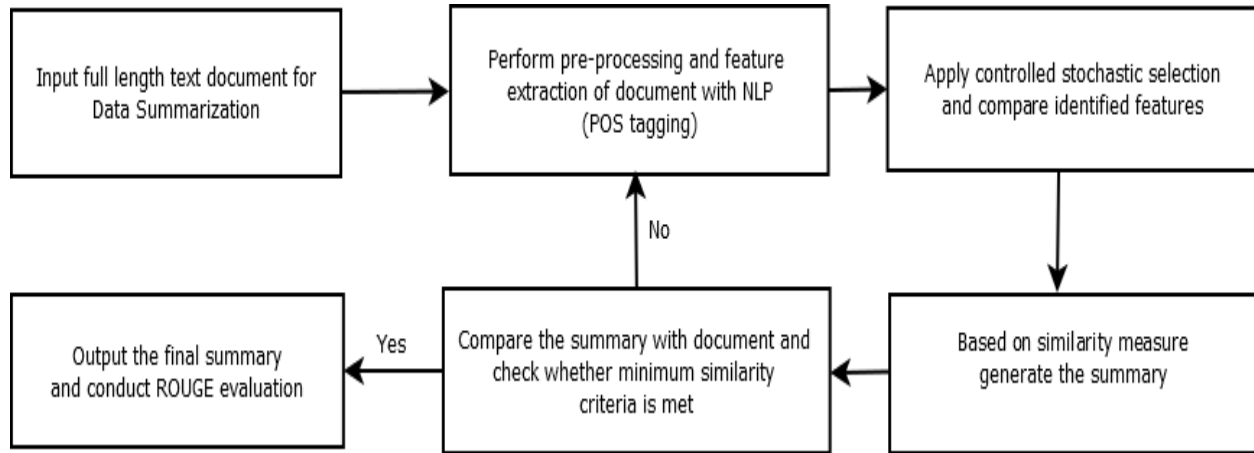 Input full length text document for
Data Summarization
Perform pre-processing and feature
extraction of document with NLP
(POS tagging)
Apply controlled stochastic selection
and compare identified features
No
Output the final summary
and conduct ROUGE evaluation
Yes
Compare the summary with document and
check whether minimum similarity
criteria is met
Based on similarity measure
generate the summary